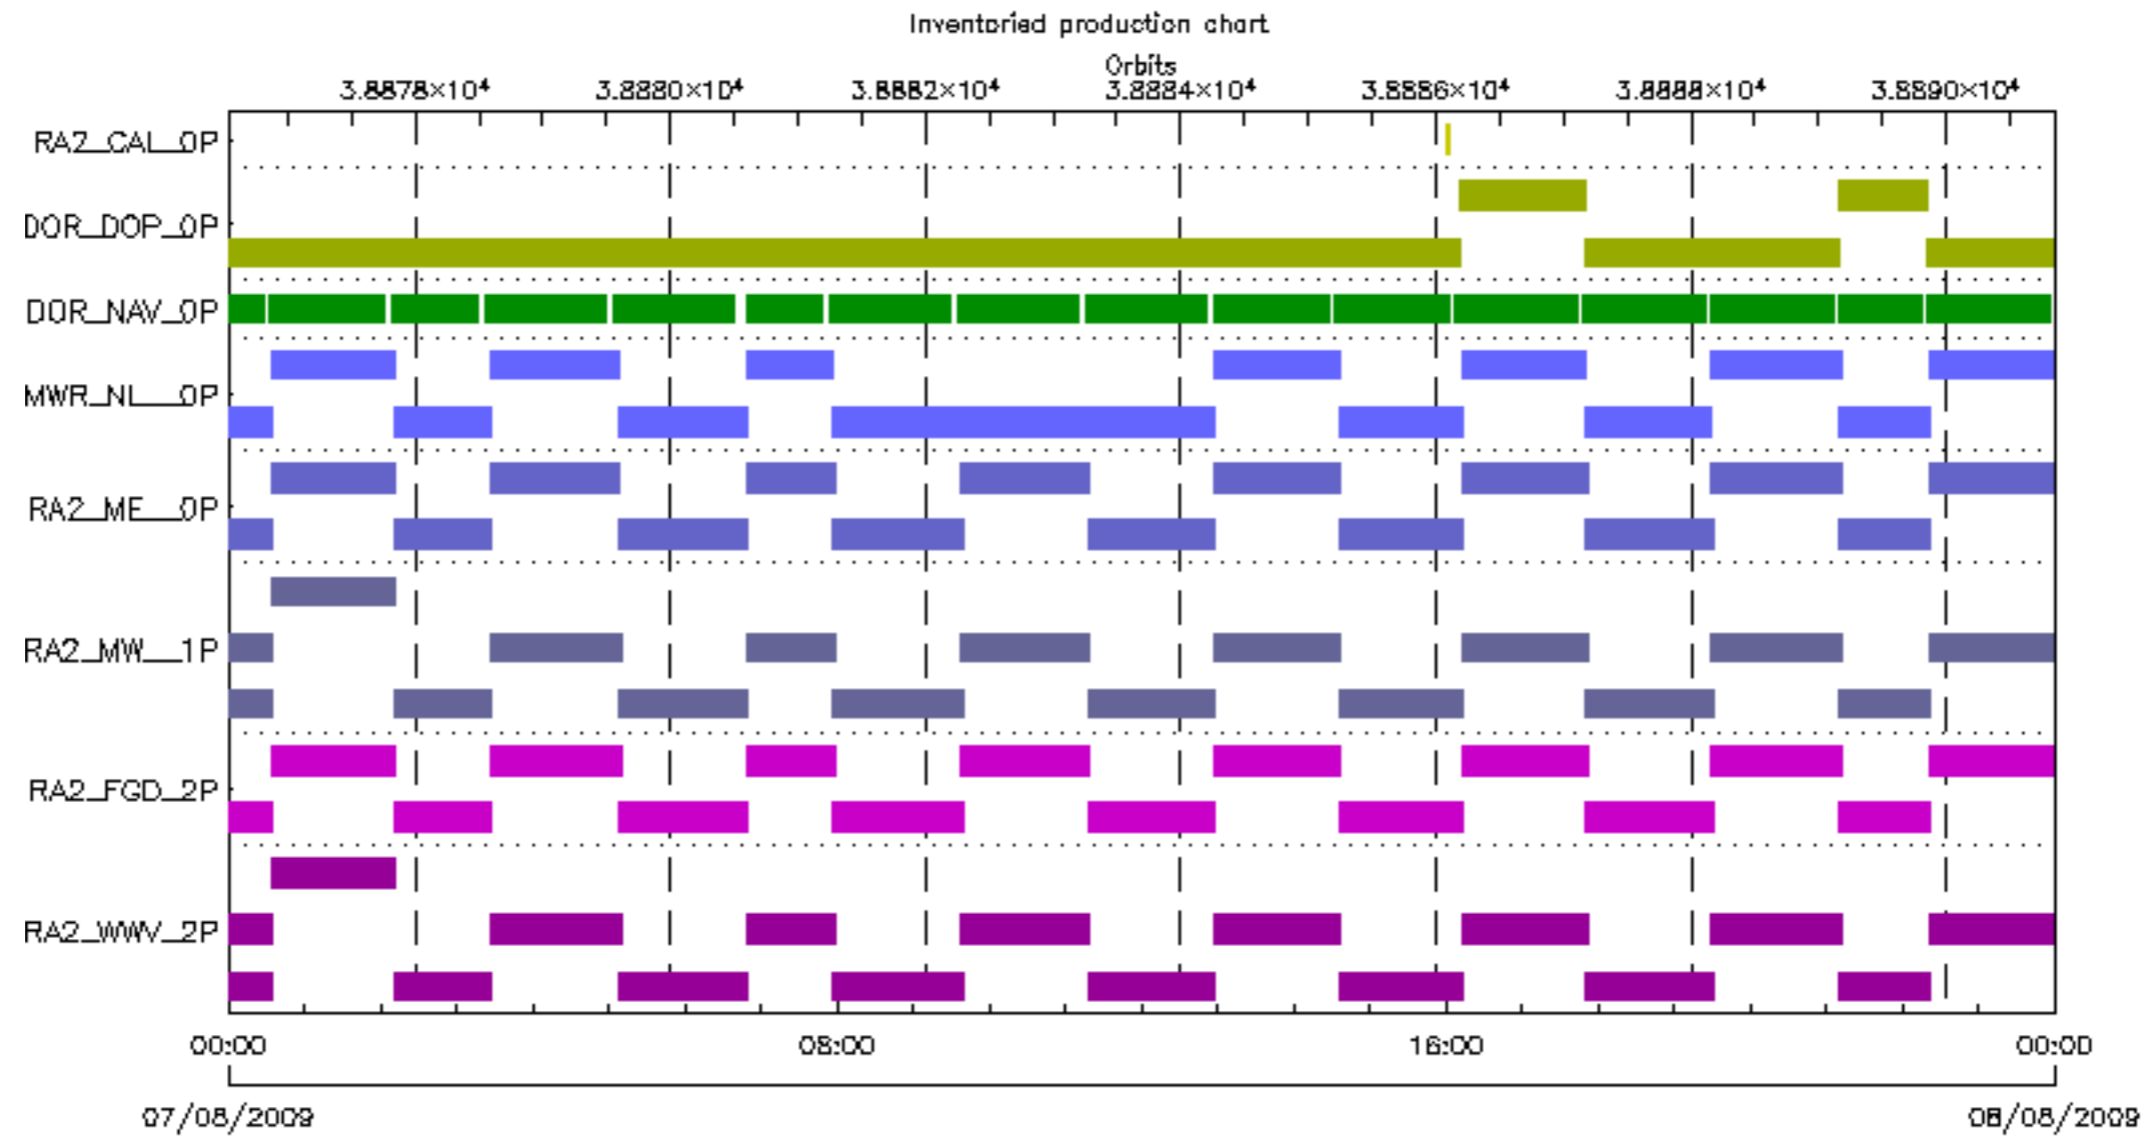 Inventoried production chart
Orbits
3.8878×10⁴ 3.8880×10⁴ 3.8882×10⁴ 3.8884×10⁴ 3.8886×10⁴ 3.8888×10⁴ 3.8890×10⁴
RA2_CAL_0P
DOR_DOP_0P
DOR_NAV_0P
MWR_NL__0P
RA2_ME__0P
RA2_MW__1P
RA2_FGD_2P
RA2_WWV_2P
00:00 08:00 16:00 00:00
07/08/2009 08/08/2009